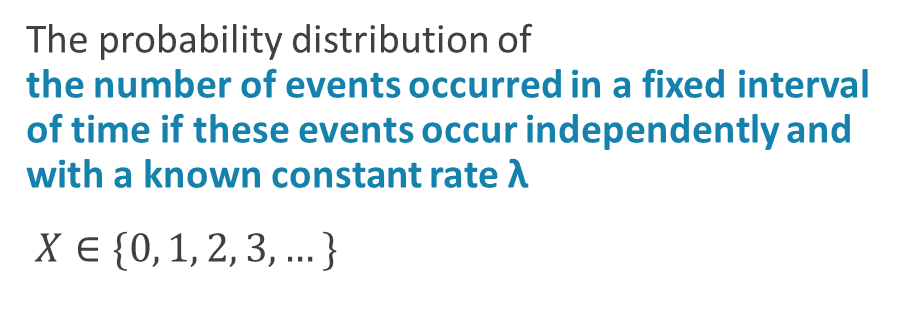 The probability distribution of
the number of events occurred in a fixed interval
of time if these events occur independently and
with a known constant rate λ
X ∈ {0, 1, 2, 3, … }